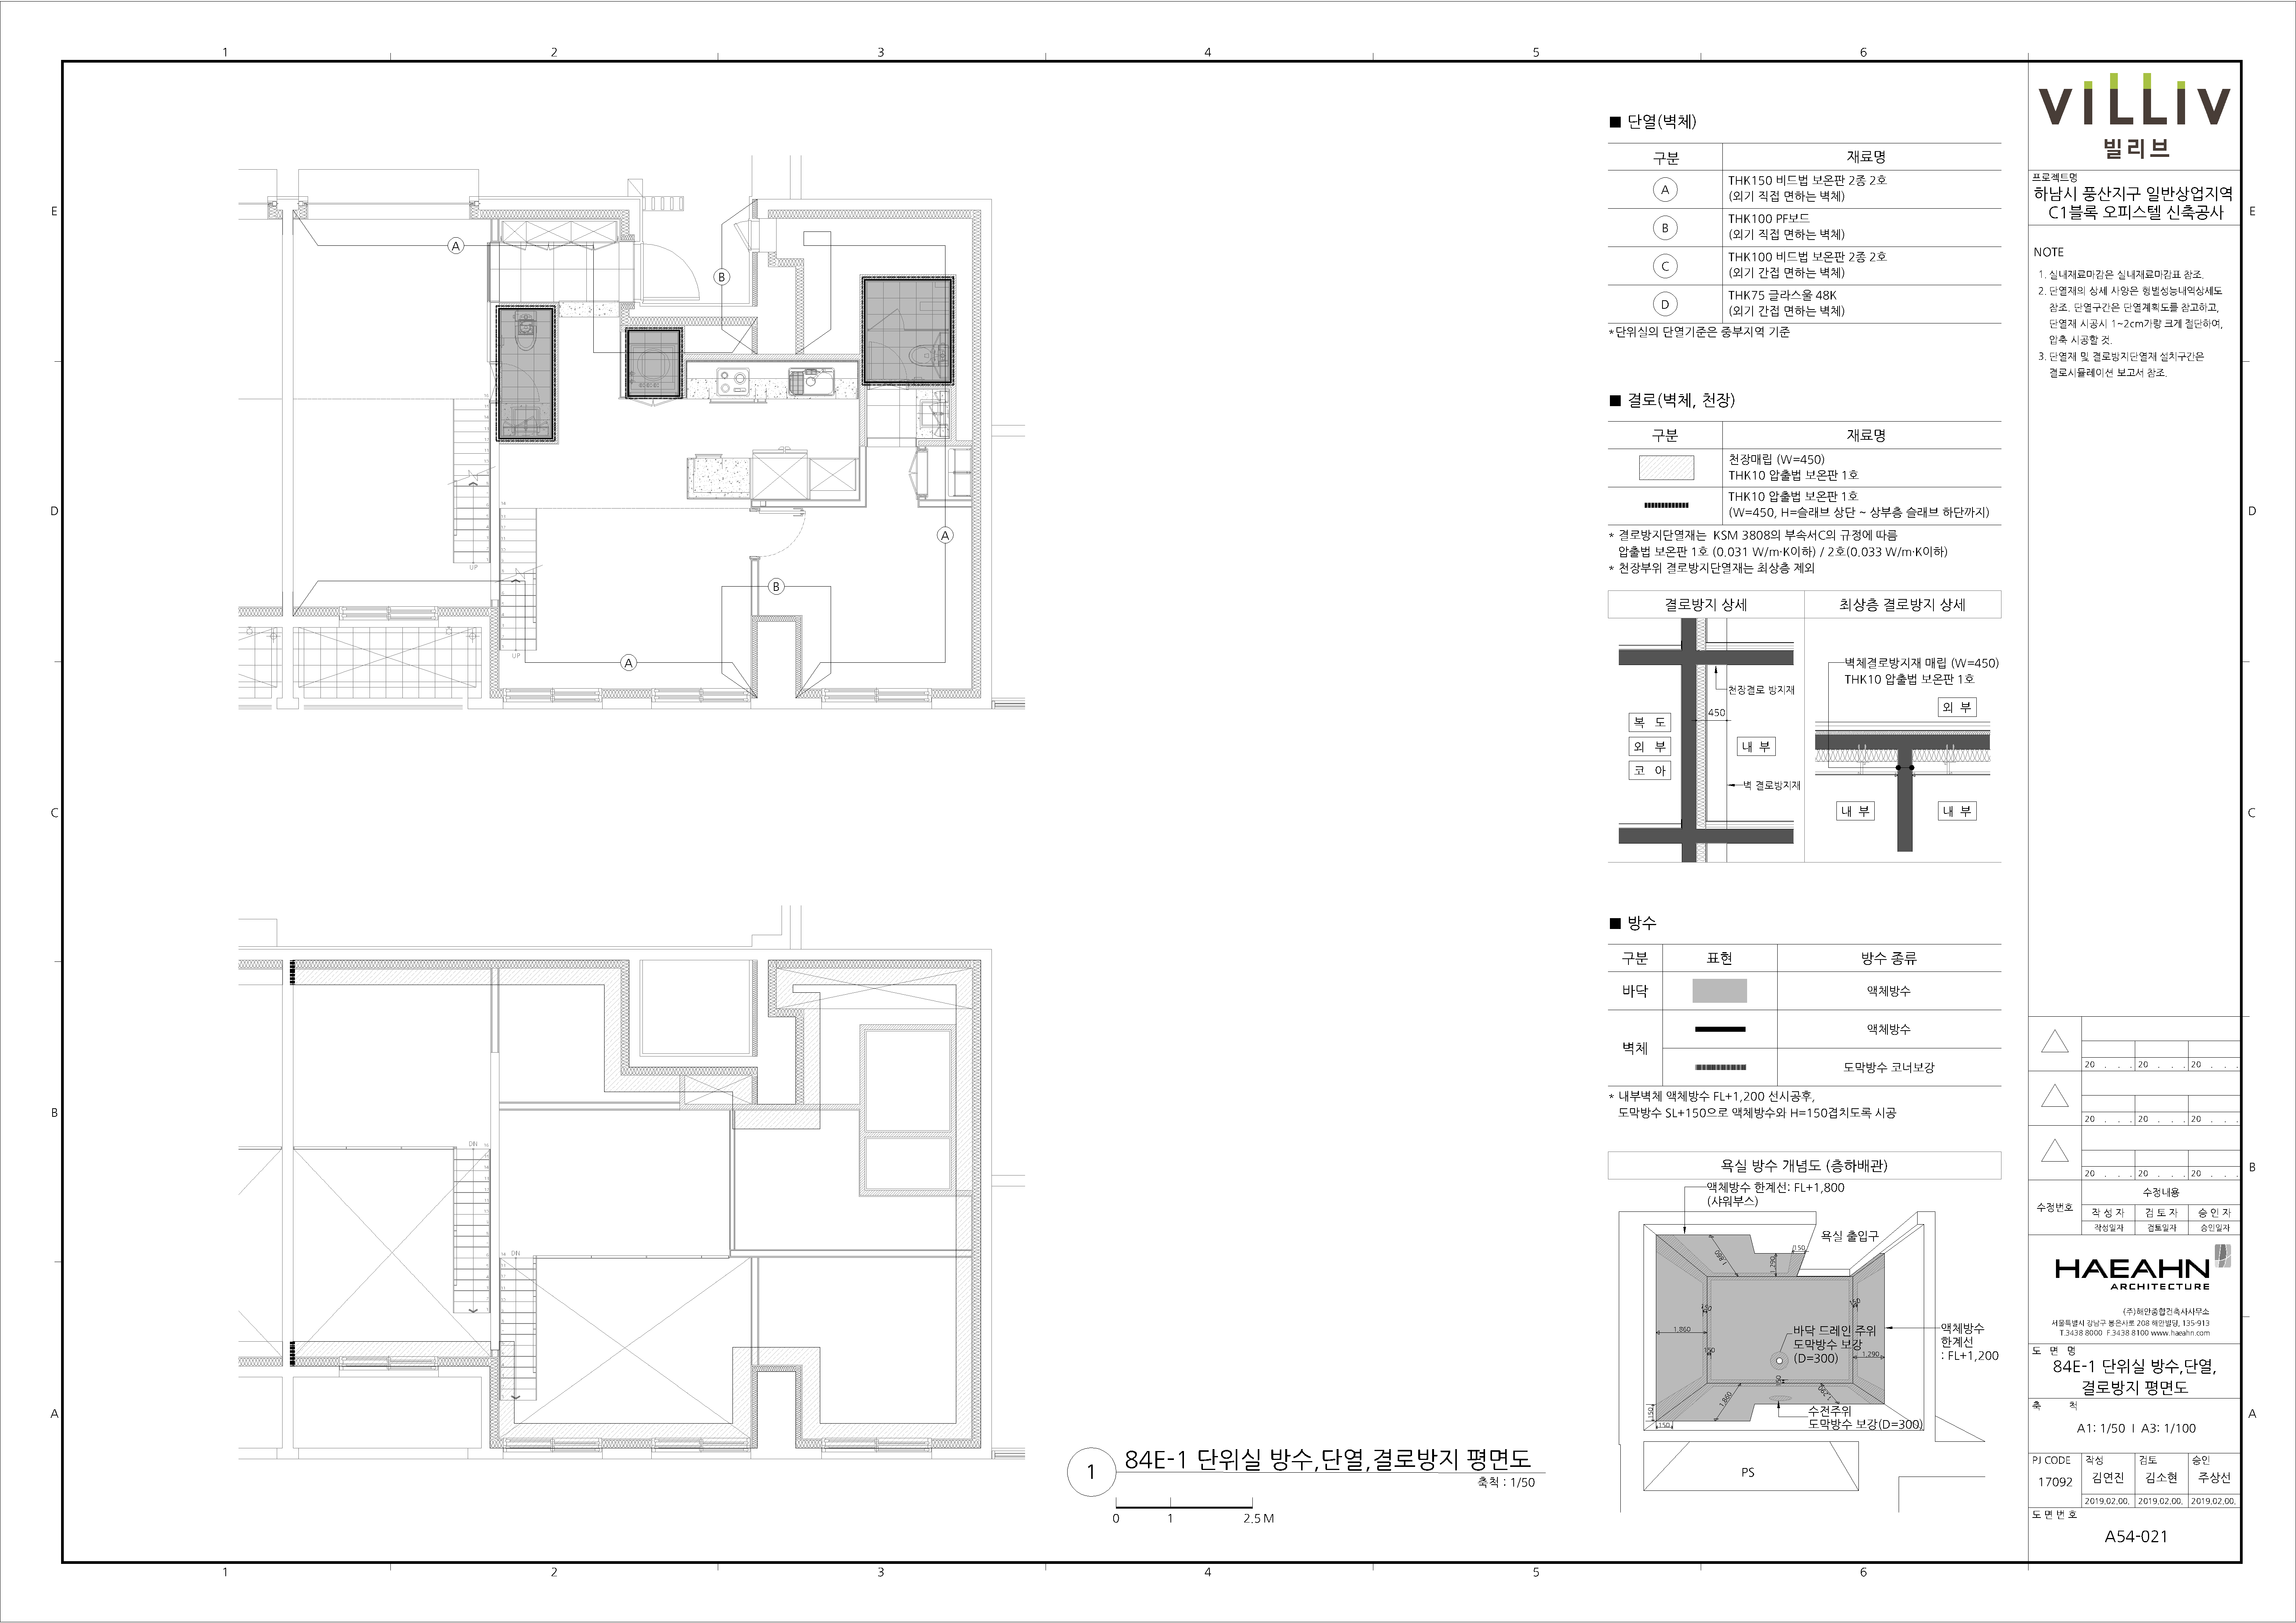 1 2 3 4 5 6
E
D
C
B
A
A
B
A
B
A
UP
UP
DN
DN
1
84E-1 단위실 방수,단열,결로방지 평면도
축척 : 1/50
0 1 2.5 M
■ 단열(벽체)
구분 재료명
A THK150 비드법 보온판 2종 2호
(외기 직접 면하는 벽체)
B THK100 PF보드
(외기 직접 면하는 벽체)
C THK100 비드법 보온판 2종 2호
(외기 간접 면하는 벽체)
D THK75 글라스울 48K
(외기 간접 면하는 벽체)
*단위실의 단열기준은 중부지역 기준
■ 결로(벽체, 천장)
구분 재료명
천장매립 (W=450)
THK10 압출법 보온판 1호
THK10 압출법 보온판 1호
(W=450, H=슬래브 상단 ~ 상부층 슬래브 하단까지)
* 결로방지단열재는 KSM 3808의 부속서C의 규정에 따름
압출법 보온판 1호 (0.031 W/m·K이하) / 2호(0.033 W/m·K이하)
* 천장부위 결로방지단열재는 최상층 제외
결로방지 상세 최상층 결로방지 상세
천장결로 방지재
450
복 도
외 부
코 아
내 부
벽 결로방지재
벽체결로방지재 매립 (W=450)
THK10 압출법 보온판 1호
외 부
내 부 내 부
■ 방수
구분 표현 방수 종류
바닥 액체방수
벽체 액체방수
도막방수 코너보강
* 내부벽체 액체방수 FL+1,200 선시공후,
도막방수 SL+150으로 액체방수와 H=150겹치도록 시공
욕실 방수 개념도 (층하배관)
액체방수 한계선: FL+1,800
(샤워부스)
욕실 출입구
1,860
1,290
150
150
150
1,860
150
바닥 드레인 주위
도막방수 보강
(D=300)
1,290
액체방수
한계선
: FL+1,200
150
1,860
1,290
150
150
수전주위
도막방수 보강(D=300)
PS
VILLIV
빌리브
프로젝트명
하남시 풍산지구 일반상업지역
C1블록 오피스텔 신축공사
NOTE
1. 실내재료마감은 실내재료마감표 참조.
2. 단열재의 상세 사양은 형별성능내역상세도
참조. 단열구간은 단열계획도를 참고하고,
단열재 시공시 1~2cm가량 크게 절단하여,
압축 시공할 것.
3. 단열재 및 결로방지단열재 설치구간은
결로시뮬레이션 보고서 참조.
20 . . . 20 . . . 20 . . .
20 . . . 20 . . . 20 . . .
20 . . . 20 . . . 20 . . .
수정번호 수정내용
작 성 자 검 토 자 승 인 자
작성일자 검토일자 승인일자
HAEAHN
ARCHITECTURE
(주)해안종합건축사사무소
서울특별시 강남구 봉은사로 208 해안빌딩, 135-913
T.3438 8000 F.3438 8100 www.haeahn.com
도 면 명
84E-1 단위실 방수,단열,
결로방지 평면도
축 척
A1: 1/50 I A3: 1/100
PJ CODE 작성 검토 승인
17092 김연진 김소현 주상선
2019.02.00. 2019.02.00. 2019.02.00.
도 면 번 호
A54-021
E
D
C
B
A
1 2 3 4 5 6